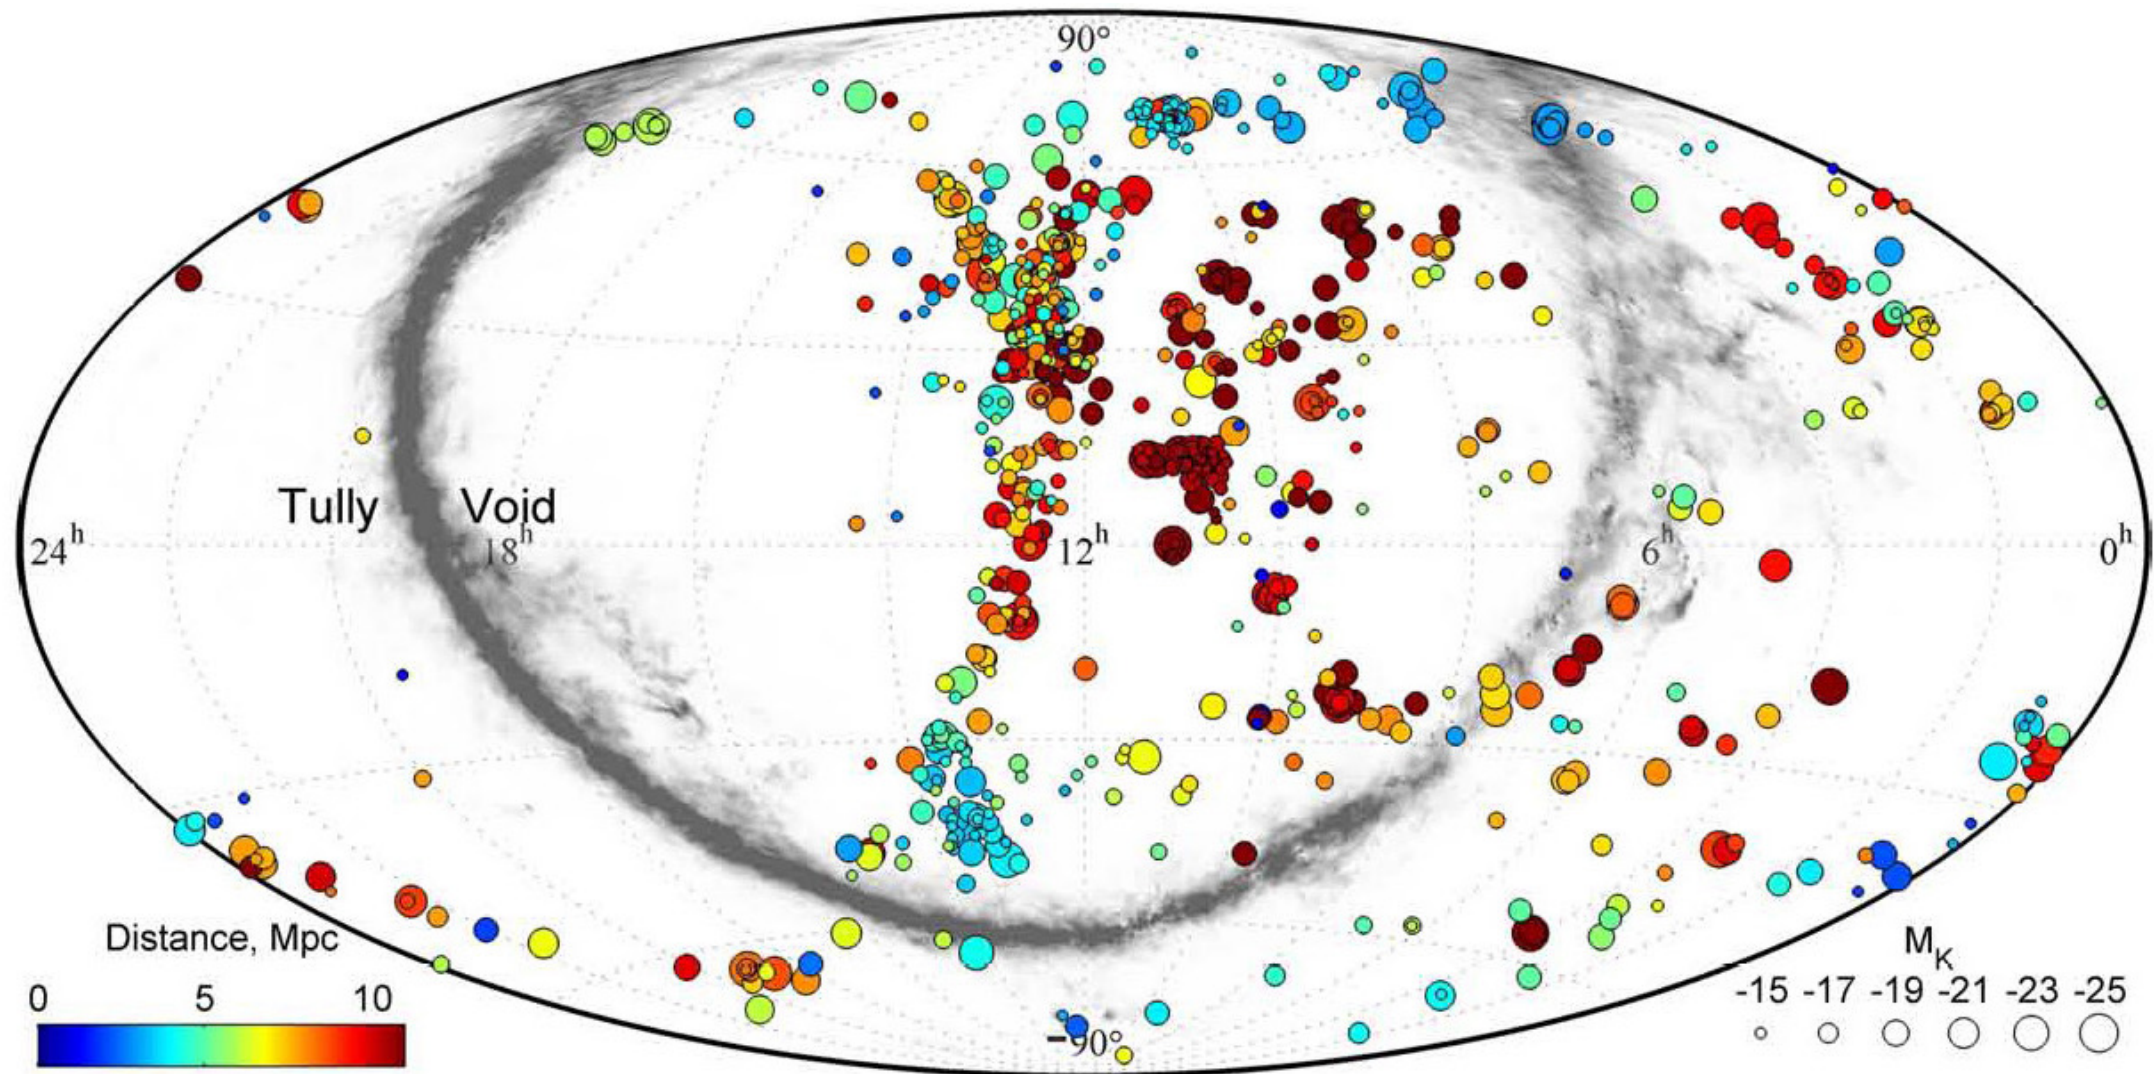 90°
Tully Void
24h 18h 12h 6h 0h
Distance, Mpc
0 5 10
MK
-15 -17 -19 -21 -23 -25
-90°